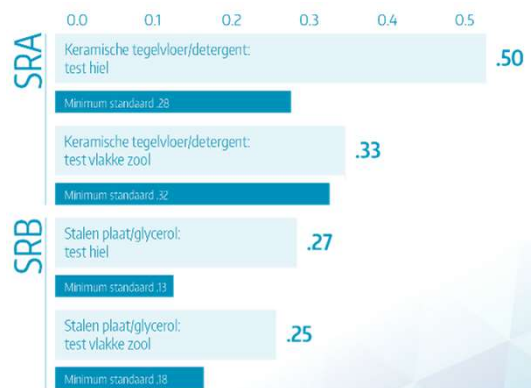 0.0 0.1 0.2 0.3 0.4 0.5
SRA
Keramische tegelvloer/detergent:
test hiel
.50
Minimum standaard .28
Keramische tegelvloer/detergent:
test vlakke zool
.33
Minimum standaard .32
SRB
Stalen plaat/glycerol:
test hiel
.27
Minimum standaard .13
Stalen plaat/glycerol:
test vlakke zool
.25
Minimum standaard .18